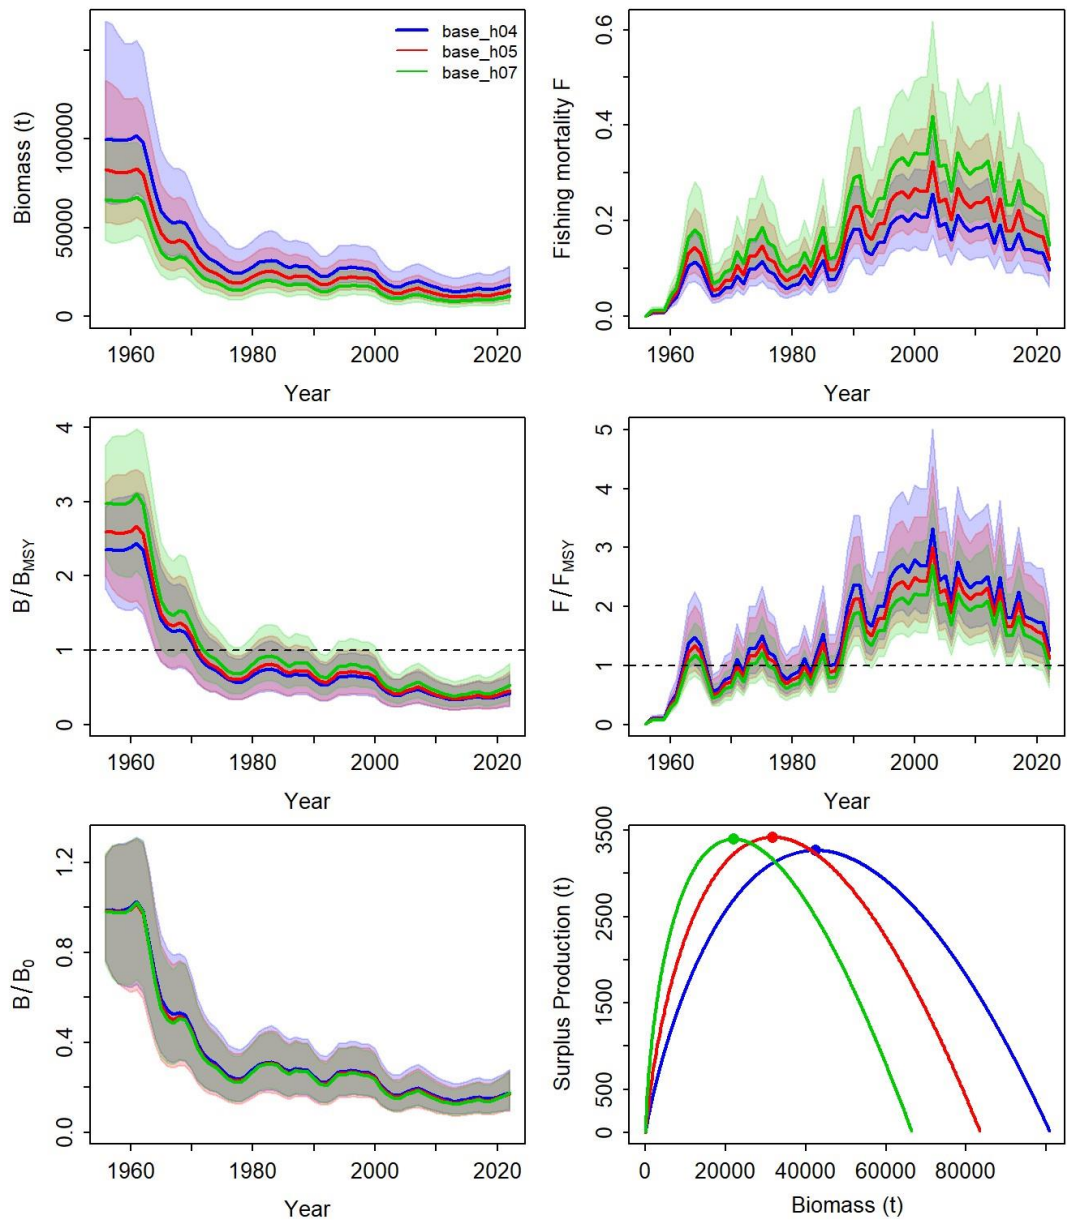 base_h04
base_h05
base_h07
Biomass (t)
0 50000 100000
1960 1980 2000 2020
Year
Fishing mortality F
0.0 0.2 0.4 0.6
1960 1980 2000 2020
Year
B/BMSY
0 1 2 3 4
1960 1980 2000 2020
Year
F/FMSY
0 1 2 3 4 5
1960 1980 2000 2020
Year
B/B0
0.0 0.4 0.8 1.2
1960 1980 2000 2020
Year
Surplus Production (t)
0 500 1500 2500 3500
0 20000 40000 60000 80000
Biomass (t)